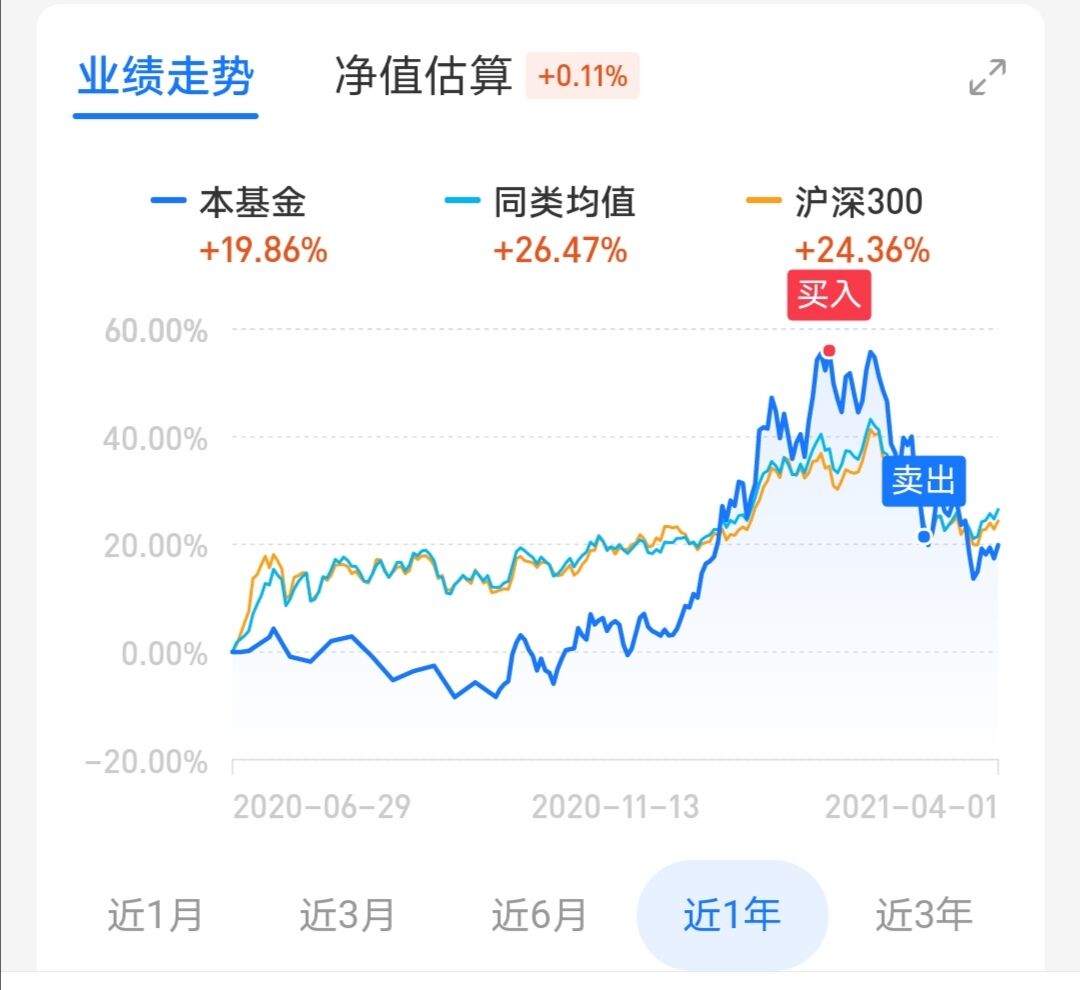 业绩走势 净值估算 +0.11%
本基金 同类均值 沪深300
+19.86% +26.47% +24.36%
买入
60.00%
40.00%
卖出
20.00%
0.00%
-20.00%
2020-06-29 2020-11-13 2021-04-01
近1月 近3月 近6月 近1年 近3年